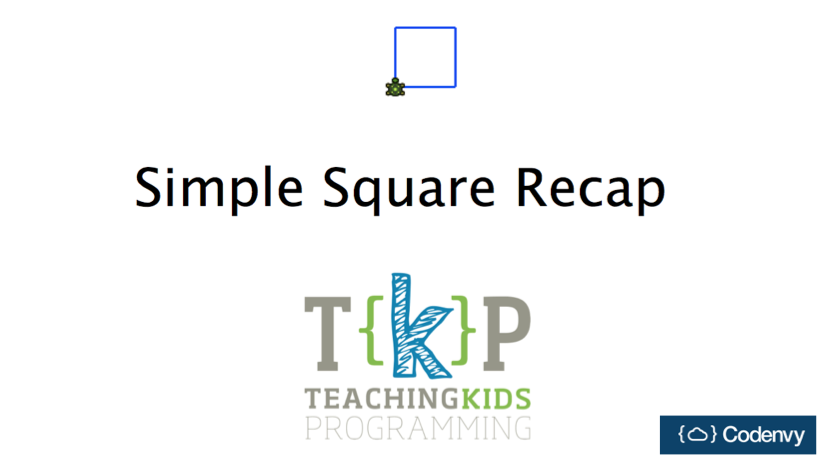 Simple Square Recap
T{k}P
TEACHINGKIDS
PROGRAMMING
{} Codenvy